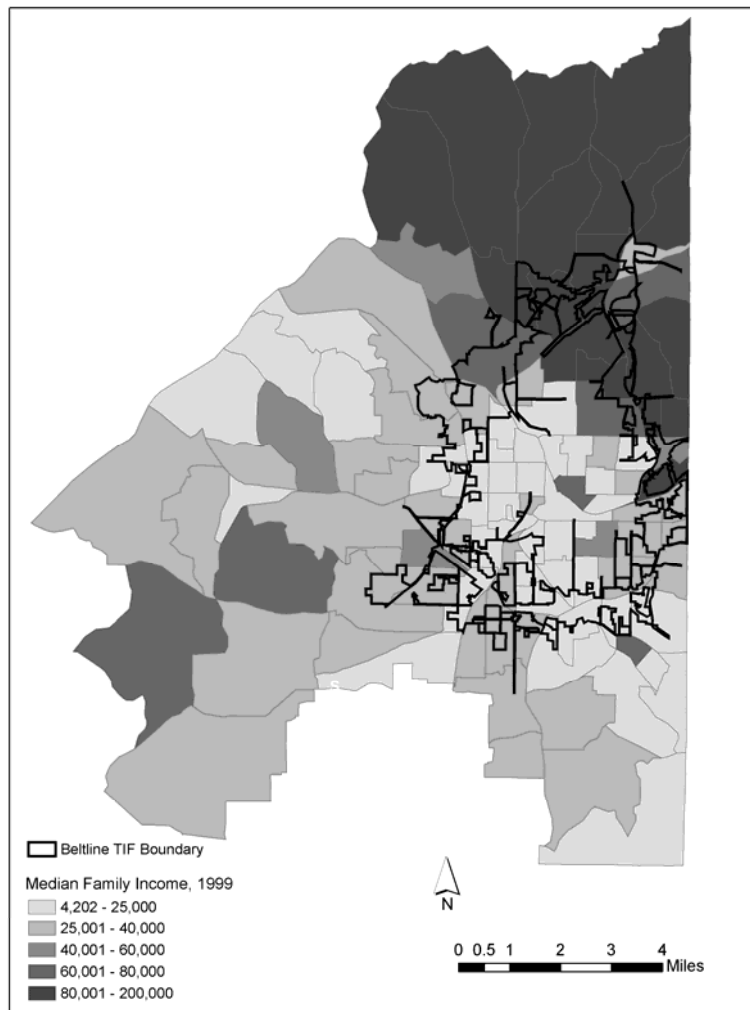 S
Beltline TIF Boundary
Median Family Income, 1999
4,202 - 25,000
25,001 - 40,000
40,001 - 60,000
60,001 - 80,000
80,001 - 200,000
N
0 0.5 1 2 3 4
Miles